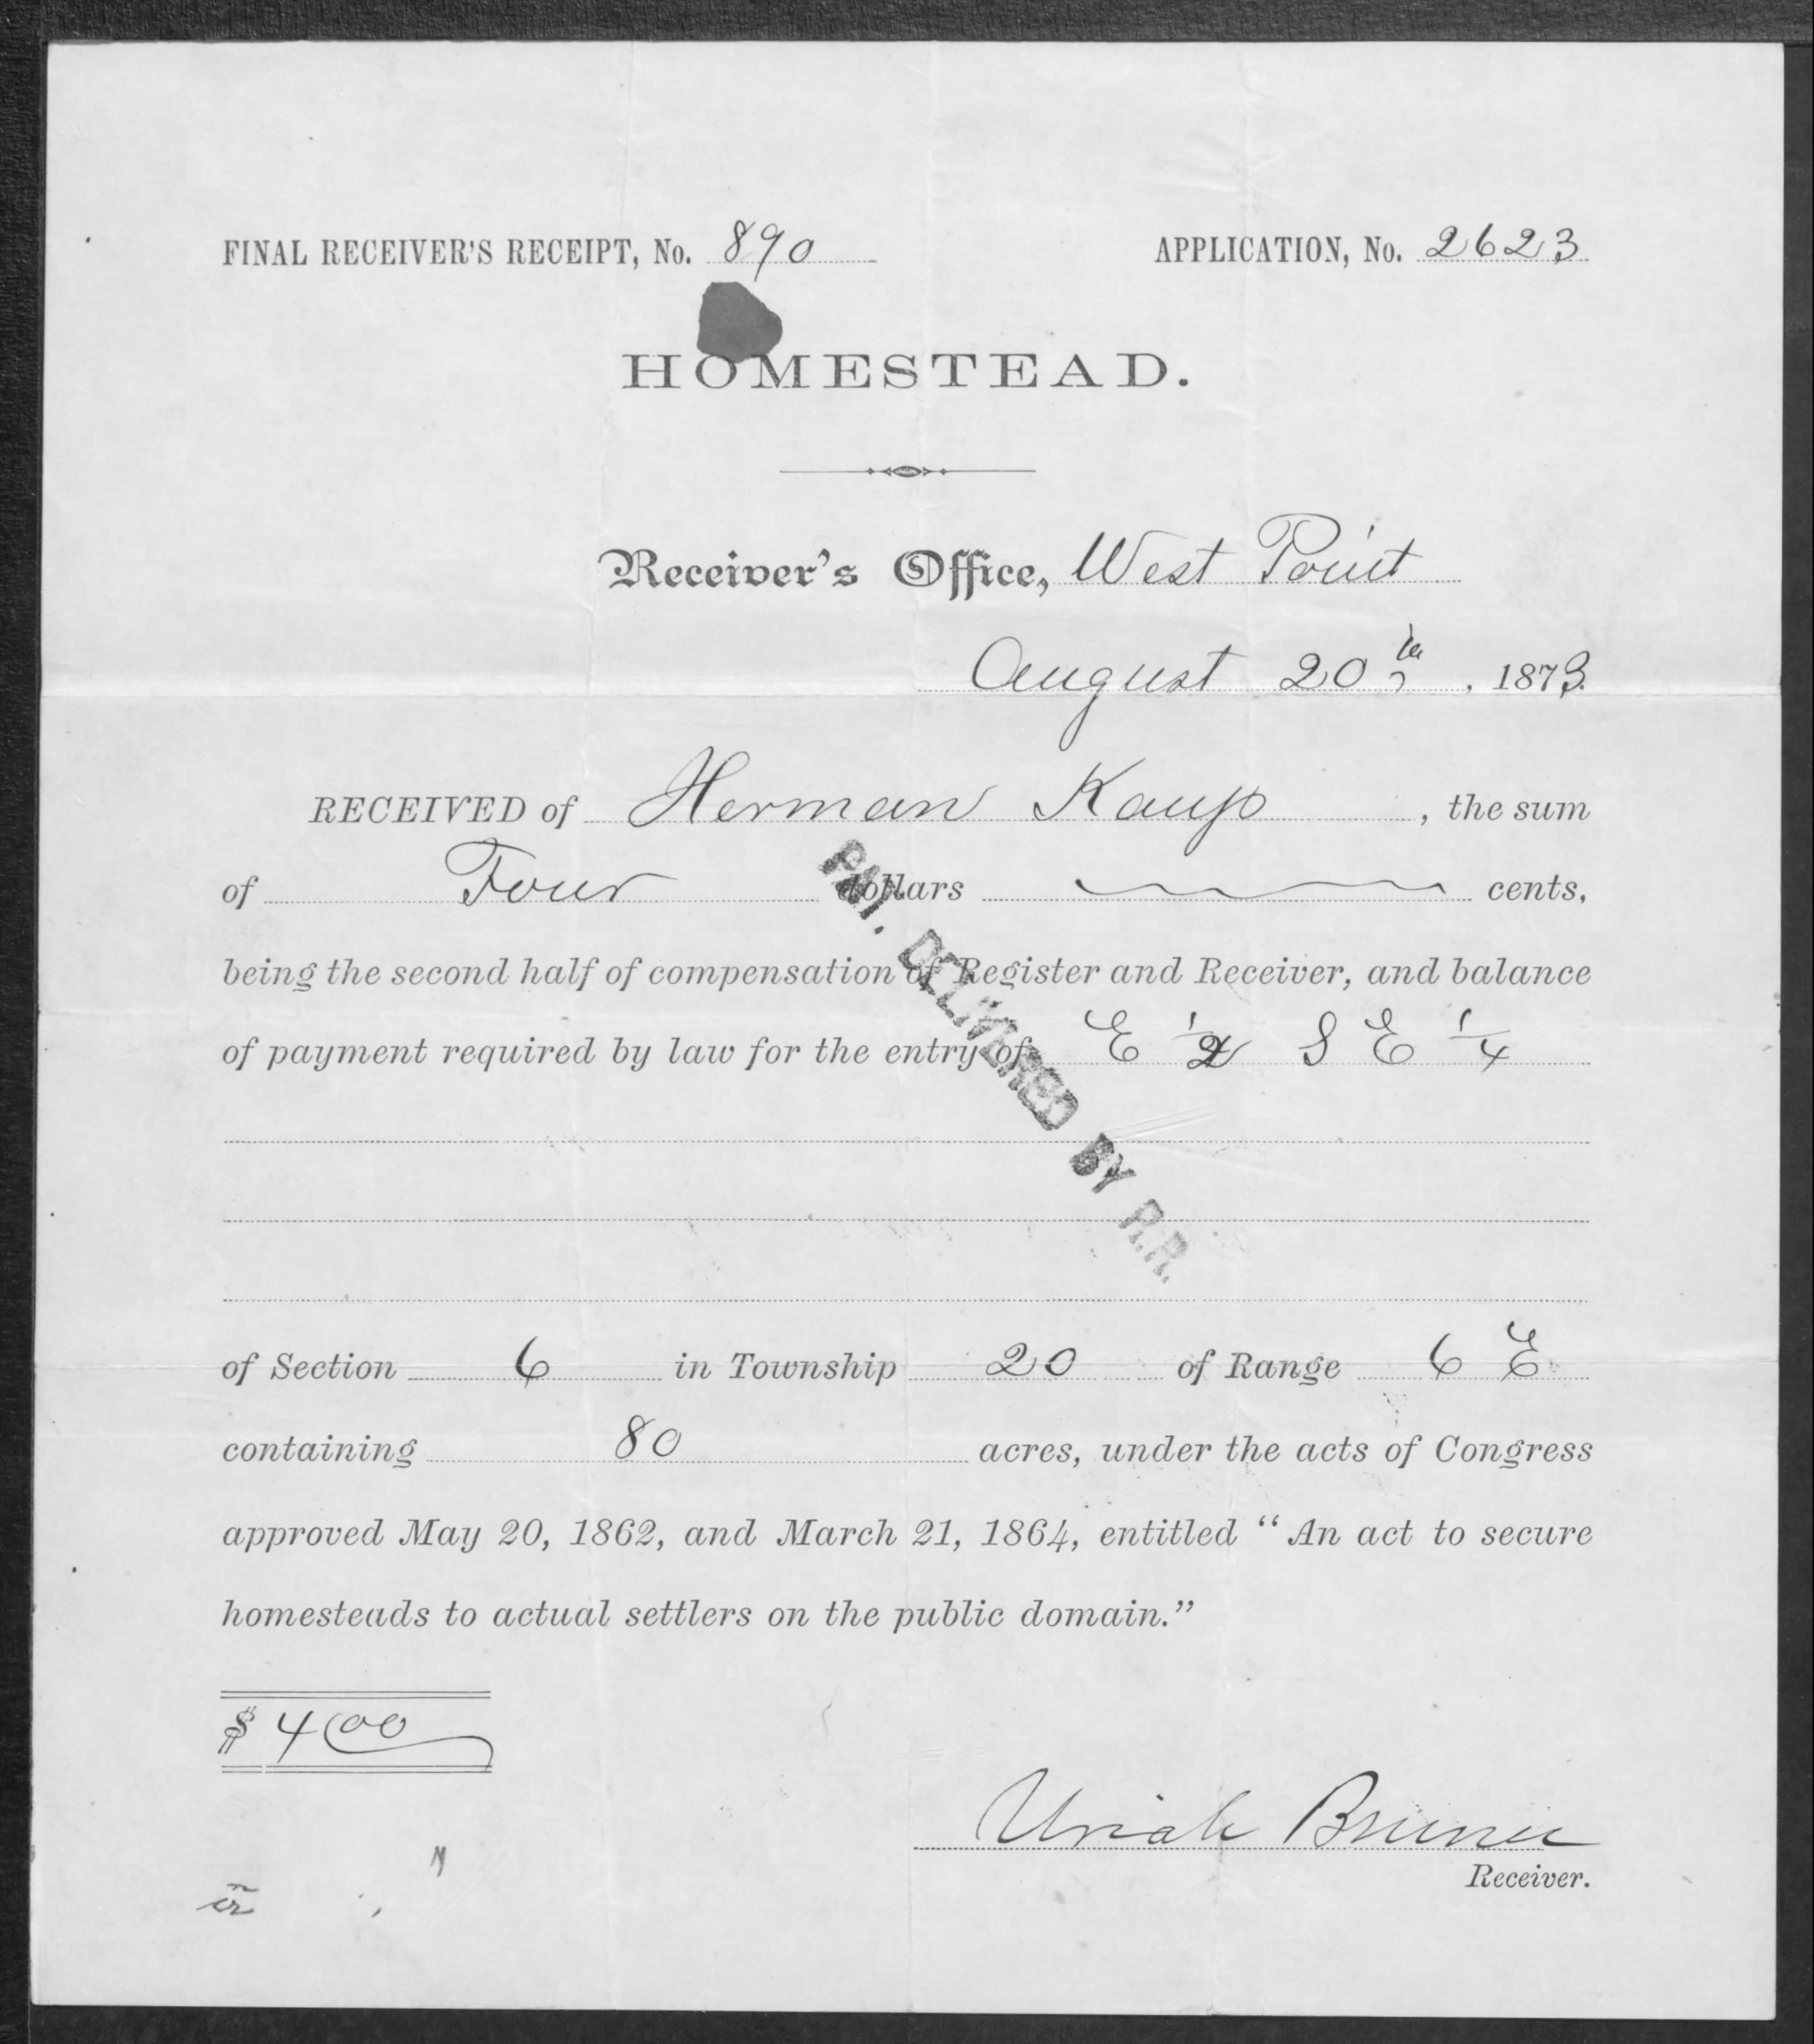 FINAL RECEIVER'S RECEIPT, No. 890 APPLICATION, No. 2623
HOMESTEAD.
Receiver's Office, West Point
August 20th, 1873.
RECEIVED of Herman Kaup, the sum
of Four dollars cents,
being the second half of compensation of Register and Receiver, and balance
of payment required by law for the entry of E 1/2 S E 1/4
PAT. DELIVERED BY R.R.
of Section 6 in Township 20 of Range 6 E
containing 80 acres, under the acts of Congress
approved May 20, 1862, and March 21, 1864, entitled “An act to secure
homesteads to actual settlers on the public domain.”
$ 4 00
Uriah Bruner
Receiver.